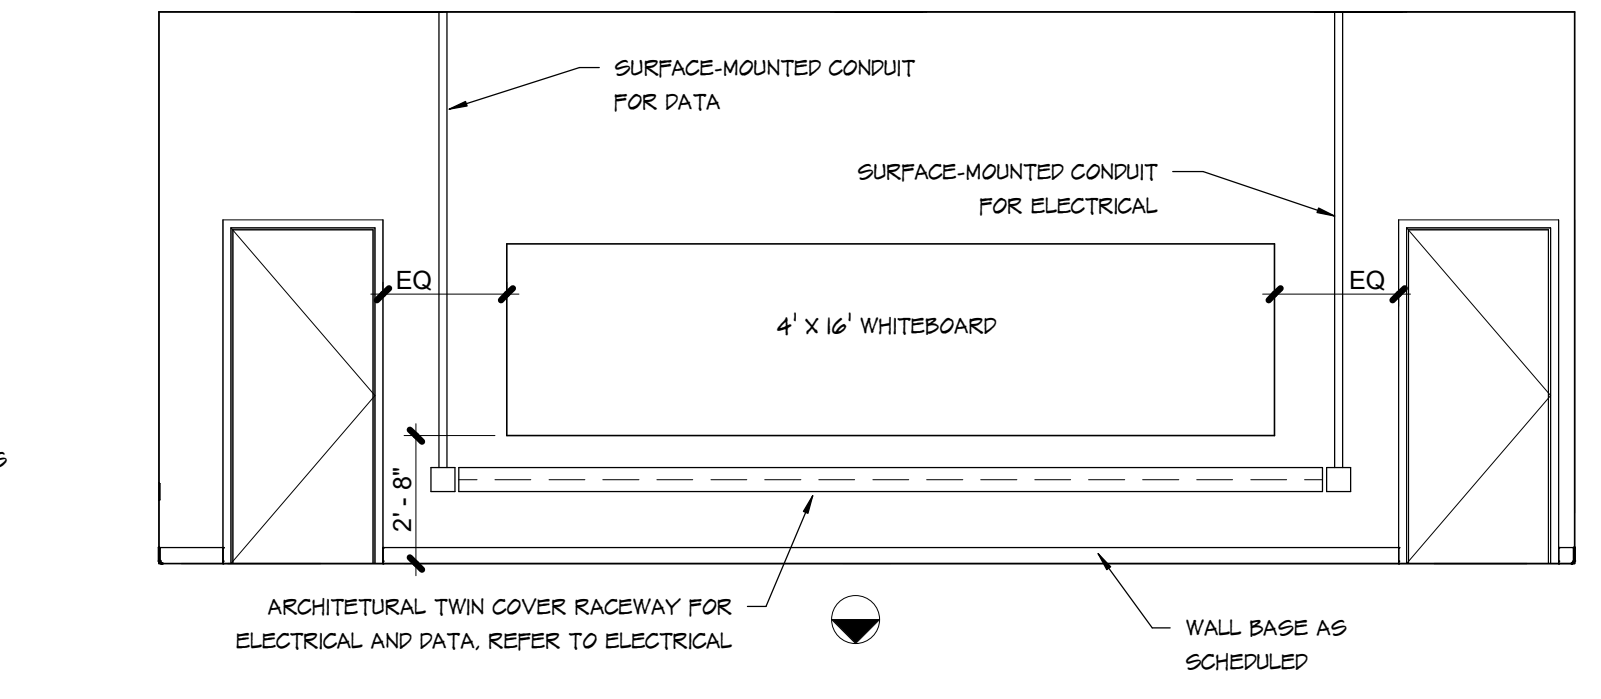 SURFACE-MOUNTED CONDUIT
FOR DATA
SURFACE-MOUNTED CONDUIT
FOR ELECTRICAL
EQ
EQ
4' X 16' WHITEBOARD
2' - 8"
ARCHITETURAL TWIN COVER RACEWAY FOR
ELECTRICAL AND DATA, REFER TO ELECTRICAL
WALL BASE AS
SCHEDULED